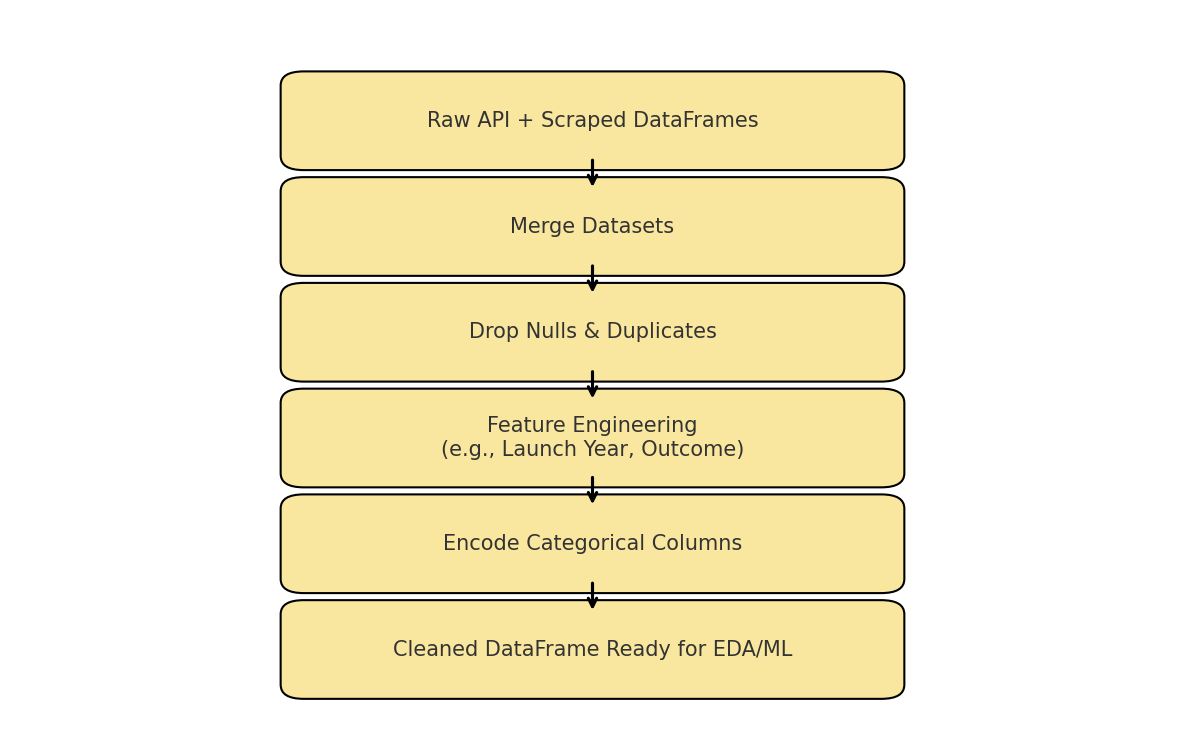 Raw API + Scraped DataFrames
Merge Datasets
Drop Nulls & Duplicates
Feature Engineering
(e.g., Launch Year, Outcome)
Encode Categorical Columns
Cleaned DataFrame Ready for EDA/ML